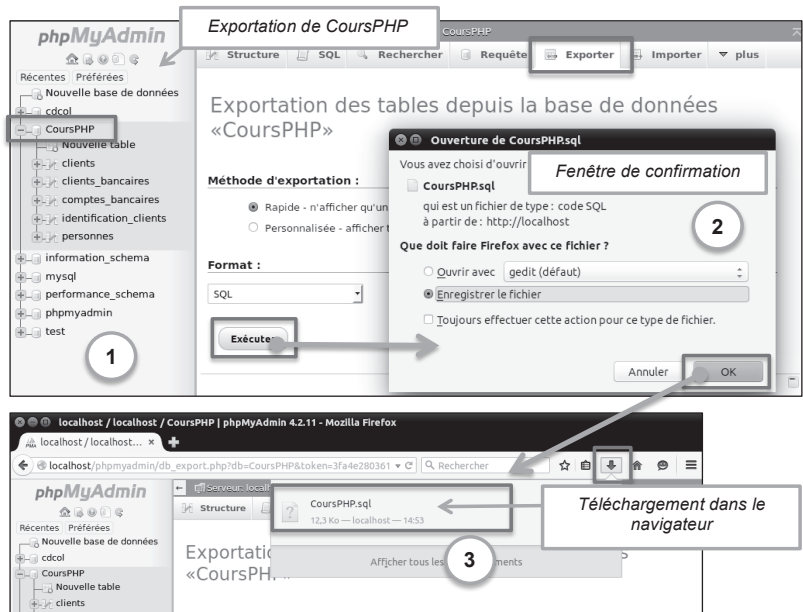 phpMyAdmin
Exportation de CoursPHP
CoursPHP
Structure
SQL
Rechercher
Requête
Exporter
Importer
plus
Récentes
Préférées
Nouvelle base de données
cdcol
CoursPHP
Nouvelle table
clients
clients_bancaires
comptes_bancaires
identification_clients
personnes
information_schema
mysql
performance_schema
phpmyadmin
test
1
Exportation des tables depuis la base de données
«CoursPHP»
Méthode d'exportation :
Rapide - n'afficher qu'un
Personnalisée - afficher
Format :
SQL
Exécuter
Ouverture de CoursPHP.sql
Vous avez choisi d'ouvrir
Fenêtre de confirmation
CoursPHP.sql
qui est un fichier de type : code SQL
à partir de : http://localhost
2
Que doit faire Firefox avec ce fichier ?
Ouvrir avec
gedit (défaut)
Enregistrer le fichier
Toujours effectuer cette action pour ce type de fichier.
Annuler
OK
localhost / localhost / CoursPHP | phpMyAdmin 4.2.11 - Mozilla Firefox
localhost / localhost...
localhost/phpmyadmin/db_export.php?db=CoursPHP&token=3fa4e280361
Rechercher
phpMyAdmin
Récentes
Préférées
Nouvelle base de données
cdcol
CoursPHP
Nouvelle table
clients
Serveur: local
Structure
CoursPHP.sql
12,3 Ko — localhost — 14:53
Afficher tous les
3
Téléchargement dans le
navigateur
Exportati
«CoursPH